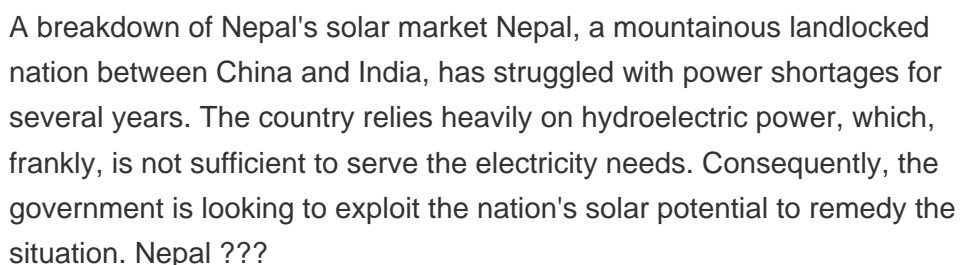 A breakdown of Nepal's solar market Nepal, a mountainous landlocked
nation between China and India, has struggled with power shortages for
several years. The country relies heavily on hydroelectric power, which,
frankly, is not sufficient to serve the electricity needs. Consequently, the
government is looking to exploit the nation's solar potential to remedy the
situation. Nepal ???